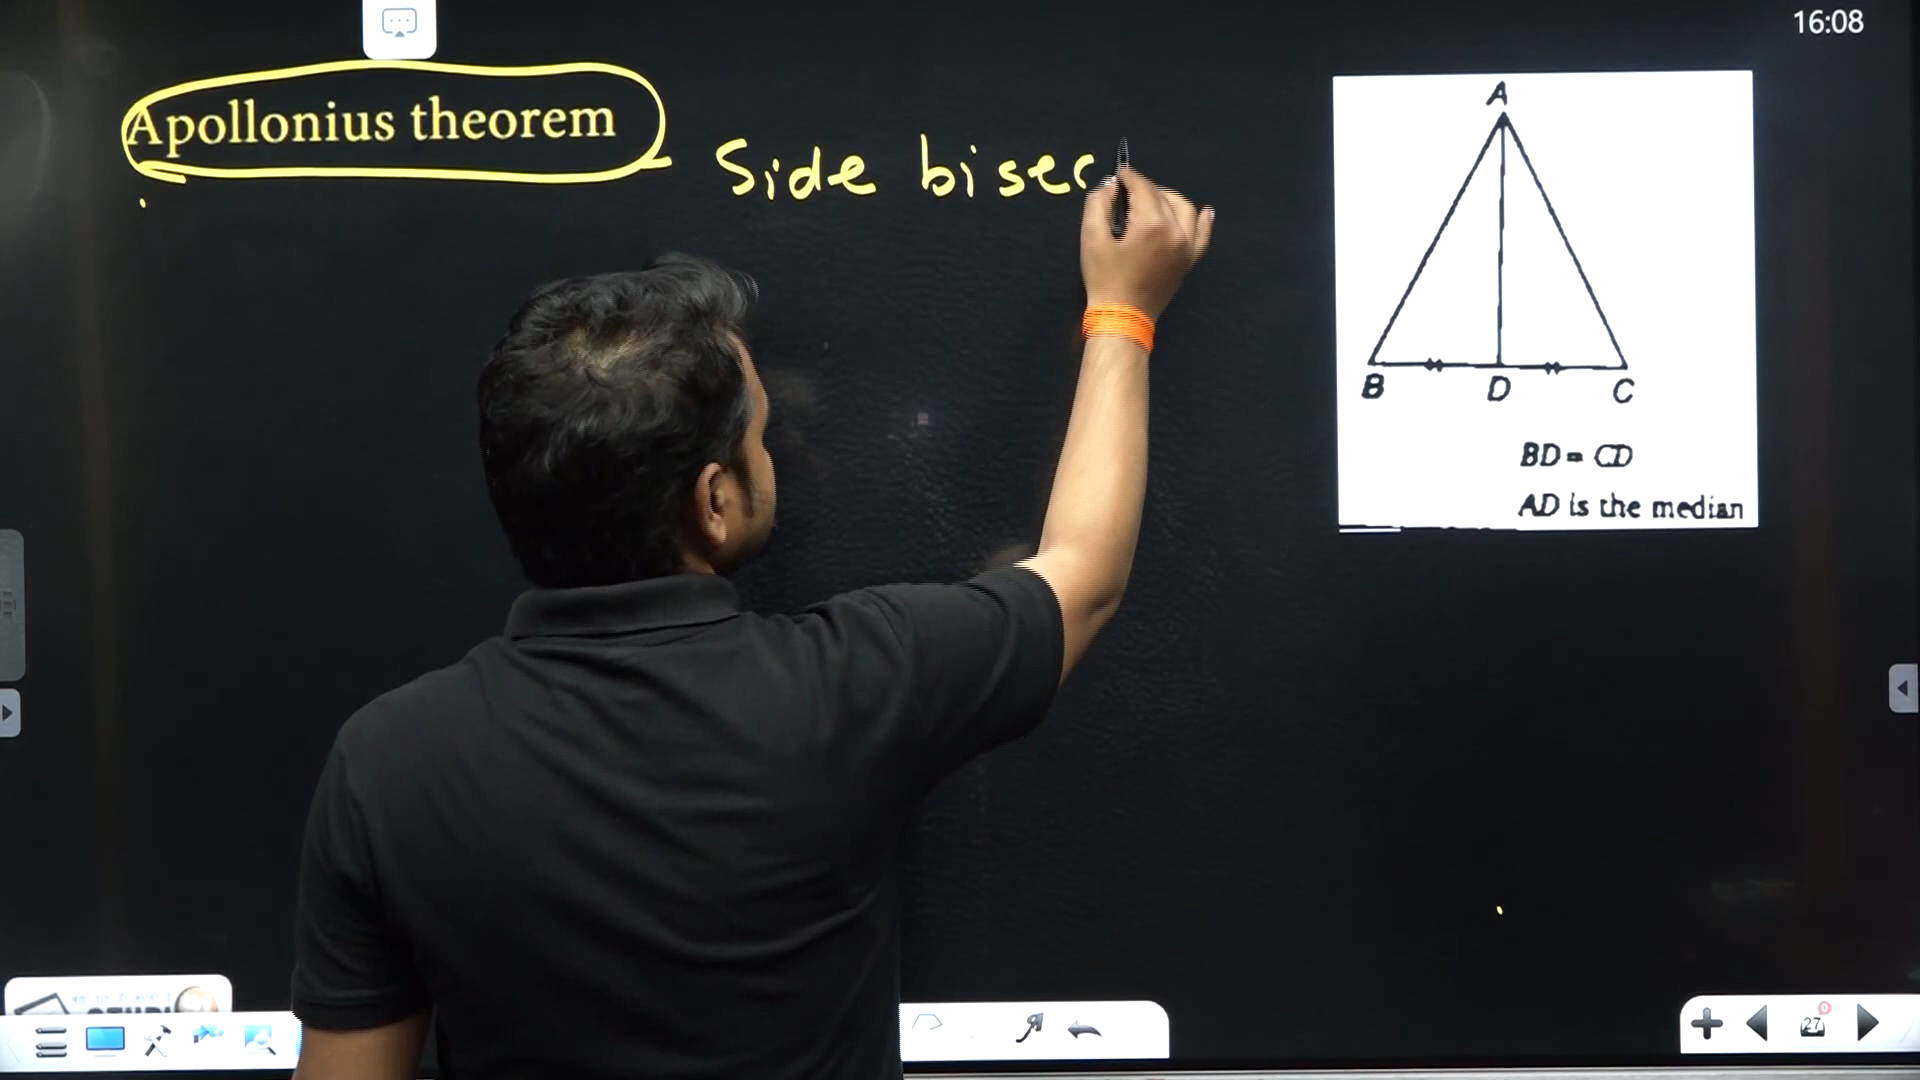 16:08
Apollonius theorem
Side bisec
A
B D C
BD = CD
AD is the median
27